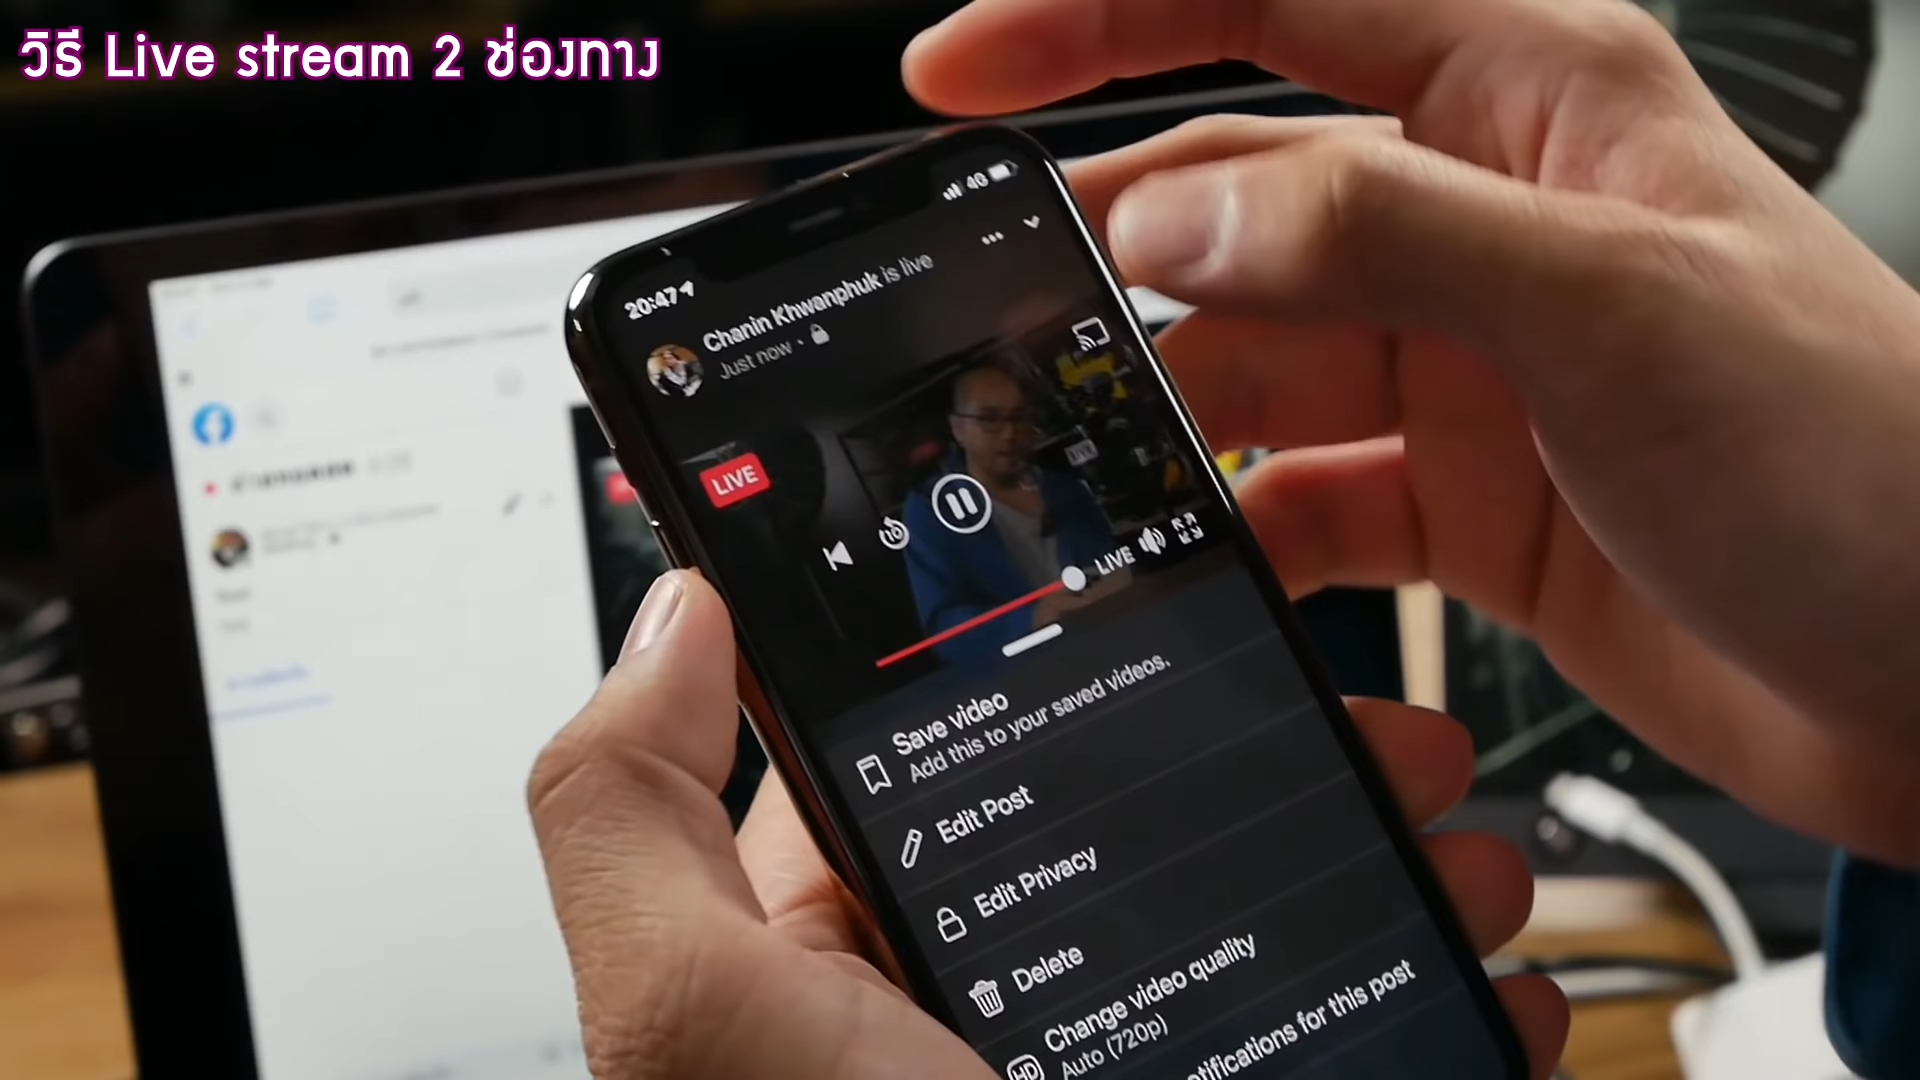 วิธี Live stream 2 ช่องทาง
4G
20:47
Chanin Khwanphuk is live
Just now ·
LIVE
LIVE
Save video
Add this to your saved videos.
Edit Post
Edit Privacy
Delete
Change video quality
HD
Auto (720p)
for this post